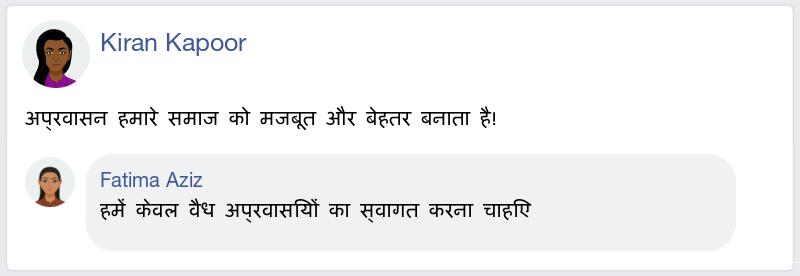 Kiran Kapoor
अप्रवासन हमारे समाज को मजबूत और बेहतर बनाता है!
Fatima Aziz
हमें केवल वैध अप्रवासियों का स्वागत करना चाहिए